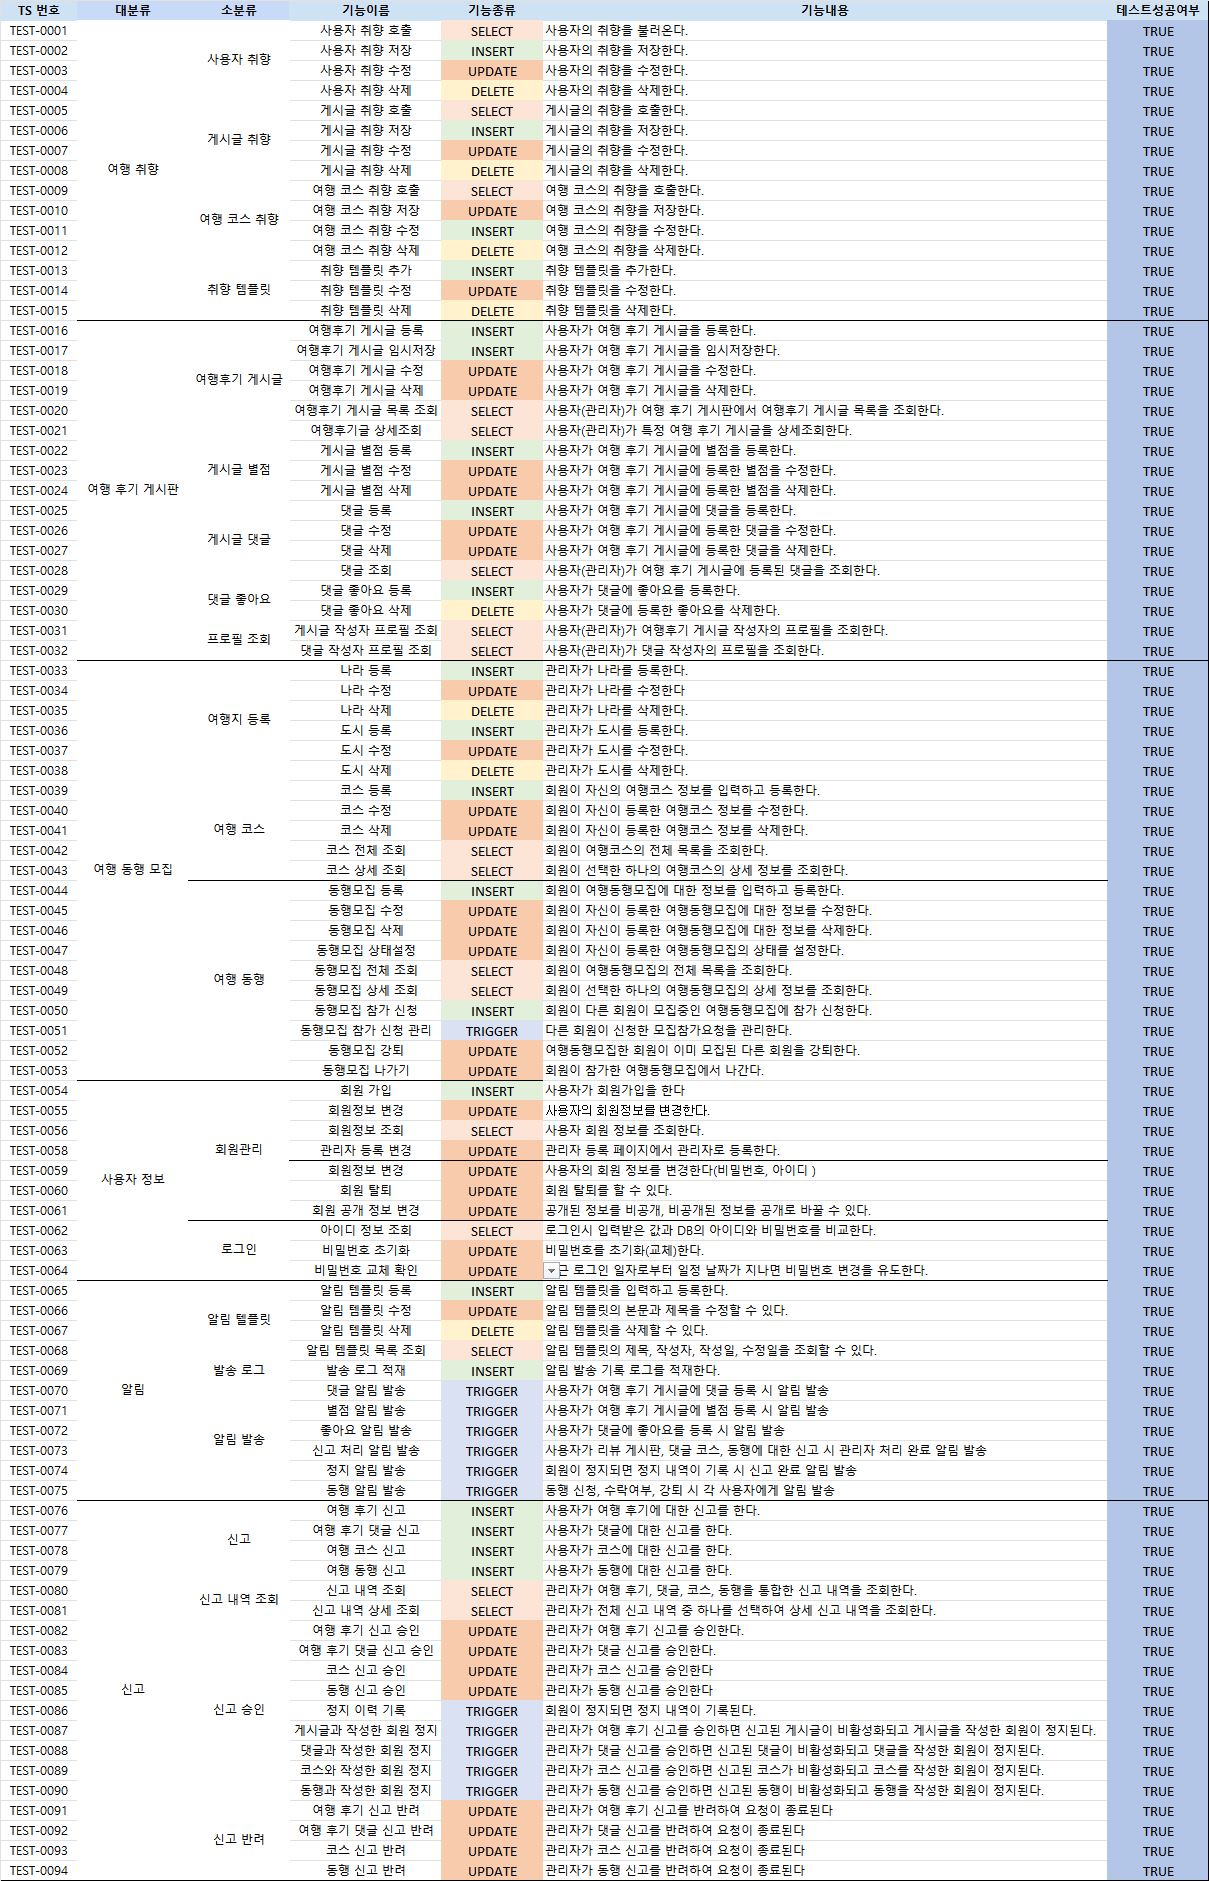 TS 번호 대분류 소분류 기능이름 기능종류 기능내용 테스트성공여부
TEST-0001 사용자 취향 호출 SELECT 사용자의 취향을 불러온다. TRUE
사용자 취향
TEST-0002 사용자 취향 저장 INSERT 사용자의 취향을 저장한다. TRUE
TEST-0003 사용자 취향 수정 UPDATE 사용자의 취향을 수정한다. TRUE
TEST-0004 사용자 취향 삭제 DELETE 사용자의 취향을 삭제한다. TRUE
TEST-0005 게시글 취향 호출 SELECT 게시글의 취향을 호출한다. TRUE
게시글 취향
TEST-0006 게시글 취향 저장 INSERT 게시글의 취향을 저장한다. TRUE
TEST-0007 게시글 취향 수정 UPDATE 게시글의 취향을 수정한다. TRUE
여행 취향
TEST-0008 게시글 취향 삭제 DELETE 게시글의 취향을 삭제한다. TRUE
TEST-0009 여행 코스 취향 호출 SELECT 여행 코스의 취향을 호출한다. TRUE
여행 코스 취향
TEST-0010 여행 코스 취향 저장 UPDATE 여행 코스의 취향을 저장한다. TRUE
TEST-0011 여행 코스 취향 수정 INSERT 여행 코스의 취향을 수정한다. TRUE
TEST-0012 여행 코스 취향 삭제 DELETE 여행 코스의 취향을 삭제한다. TRUE
TEST-0013 취향 템플릿 추가 INSERT 취향 템플릿을 추가한다. TRUE
TEST-0014 취향 템플릿 취향 템플릿 수정 UPDATE 취향 템플릿을 수정한다. TRUE
TEST-0015 취향 템플릿 삭제 DELETE 취향 템플릿을 삭제한다. TRUE
TEST-0016 여행후기 게시글 등록 INSERT 사용자가 여행 후기 게시글을 등록한다. TRUE
TEST-0017 여행후기 게시글 임시저장 INSERT 사용자가 여행 후기 게시글을 임시저장한다. TRUE
TEST-0018 여행후기 게시글 수정 UPDATE 사용자가 여행 후기 게시글을 수정한다. TRUE
여행후기 게시글
TEST-0019 여행후기 게시글 삭제 UPDATE 사용자가 여행 후기 게시글을 삭제한다. TRUE
TEST-0020 여행후기 게시글 목록 조회 SELECT 사용자(관리자)가 여행 후기 게시판에서 여행후기 게시글 목록을 조회한다. TRUE
TEST-0021 여행후기글 상세조회 SELECT 사용자(관리자)가 특정 여행 후기 게시글을 상세조회한다. TRUE
TEST-0022 게시글 별점 등록 INSERT 사용자가 여행 후기 게시글에 별점을 등록한다. TRUE
TEST-0023 게시글 별점 게시글 별점 수정 UPDATE 사용자가 여행 후기 게시글에 등록한 별점을 수정한다. TRUE
TEST-0024 여행 후기 게시판 게시글 별점 삭제 UPDATE 사용자가 여행 후기 게시글에 등록한 별점을 삭제한다. TRUE
TEST-0025 댓글 등록 INSERT 사용자가 여행 후기 게시글에 댓글을 등록한다. TRUE
TEST-0026 댓글 수정 UPDATE 사용자가 여행 후기 게시글에 등록한 댓글을 수정한다. TRUE
게시글 댓글
TEST-0027 댓글 삭제 UPDATE 사용자가 여행 후기 게시글에 등록한 댓글을 삭제한다. TRUE
TEST-0028 댓글 조회 SELECT 사용자(관리자)가 여행 후기 게시글에 등록된 댓글을 조회한다. TRUE
TEST-0029 댓글 좋아요 등록 INSERT 사용자가 댓글에 좋아요를 등록한다. TRUE
댓글 좋아요
TEST-0030 댓글 좋아요 삭제 DELETE 사용자가 댓글에 등록한 좋아요를 삭제한다. TRUE
TEST-0031 게시글 작성자 프로필 조회 SELECT 사용자(관리자)가 여행후기 게시글 작성자의 프로필을 조회한다. TRUE
프로필 조회
TEST-0032 댓글 작성자 프로필 조회 SELECT 사용자(관리자)가 댓글 작성자의 프로필을 조회한다. TRUE
TEST-0033 나라 등록 INSERT 관리자가 나라를 등록한다. TRUE
TEST-0034 나라 수정 UPDATE 관리자가 나라를 수정한다 TRUE
TEST-0035 나라 삭제 DELETE 관리자가 나라를 삭제한다. TRUE
여행지 등록
TEST-0036 도시 등록 INSERT 관리자가 도시를 등록한다. TRUE
TEST-0037 도시 수정 UPDATE 관리자가 도시를 수정한다. TRUE
TEST-0038 도시 삭제 DELETE 관리자가 도시를 삭제한다. TRUE
TEST-0039 코스 등록 INSERT 회원이 자신의 여행코스 정보를 입력하고 등록한다. TRUE
TEST-0040 코스 수정 UPDATE 회원이 자신이 등록한 여행코스 정보를 수정한다. TRUE
TEST-0041 여행 코스 코스 삭제 UPDATE 회원이 자신이 등록한 여행코스 정보를 삭제한다. TRUE
TEST-0042 코스 전체 조회 SELECT 회원이 여행코스의 전체 목록을 조회한다. TRUE
TEST-0043 여행 동행 모집 코스 상세 조회 SELECT 회원이 선택한 하나의 여행코스의 상세 정보를 조회한다. TRUE
TEST-0044 동행모집 등록 INSERT 회원이 여행동행모집에 대한 정보를 입력하고 등록한다. TRUE
TEST-0045 동행모집 수정 UPDATE 회원이 자신이 등록한 여행동행모집에 대한 정보를 수정한다. TRUE
TEST-0046 동행모집 삭제 UPDATE 회원이 자신이 등록한 여행동행모집에 대한 정보를 삭제한다. TRUE
TEST-0047 동행모집 상태설정 UPDATE 회원이 자신이 등록한 여행동행모집의 상태를 설정한다. TRUE
TEST-0048 동행모집 전체 조회 SELECT 회원이 여행동행모집의 전체 목록을 조회한다. TRUE
여행 동행
TEST-0049 동행모집 상세 조회 SELECT 회원이 선택한 하나의 여행동행모집의 상세 정보를 조회한다. TRUE
TEST-0050 동행모집 참가 신청 INSERT 회원이 다른 회원이 모집중인 여행동행모집에 참가 신청한다. TRUE
TEST-0051 동행모집 참가 신청 관리 TRIGGER 다른 회원이 신청한 모집참가요청을 관리한다. TRUE
TEST-0052 동행모집 강퇴 UPDATE 여행동행모집한 회원이 이미 모집된 다른 회원을 강퇴한다. TRUE
TEST-0053 동행모집 나가기 UPDATE 회원이 참가한 여행동행모집에서 나간다. TRUE
TEST-0054 회원 가입 INSERT 사용자가 회원가입을 한다 TRUE
TEST-0055 회원정보 변경 UPDATE 사용자의 회원정보를 변경한다. TRUE
TEST-0056 회원정보 조회 SELECT 사용자 회원 정보를 조회한다. TRUE
TEST-0058 회원관리 관리자 등록 변경 UPDATE 관리자 등록 페이지에서 관리자로 등록한다. TRUE
TEST-0059 회원정보 변경 UPDATE 사용자의 회원 정보를 변경한다(비밀번호, 아이디 ) TRUE
사용자 정보
TEST-0060 회원 탈퇴 UPDATE 회원 탈퇴를 할 수 있다. TRUE
TEST-0061 회원 공개 정보 변경 UPDATE 공개된 정보를 비공개, 비공개된 정보를 공개로 바꿀 수 있다. TRUE
TEST-0062 아이디 정보 조회 SELECT 로그인시 입력받은 값과 DB의 아이디와 비밀번호를 비교한다. TRUE
TEST-0063 로그인 비밀번호 초기화 UPDATE 비밀번호를 초기화(교체)한다. TRUE
TEST-0064 비밀번호 교체 확인 UPDATE 근 로그인 일자로부터 일정 날짜가 지나면 비밀번호 변경을 유도한다. TRUE
TEST-0065 알림 템플릿 등록 INSERT 알림 템플릿을 입력하고 등록한다. TRUE
TEST-0066 알림 템플릿 수정 UPDATE 알림 템플릿의 본문과 제목을 수정할 수 있다. TRUE
알림 템플릿
TEST-0067 알림 템플릿 삭제 DELETE 알림 템플릿을 삭제할 수 있다. TRUE
TEST-0068 알림 템플릿 목록 조회 SELECT 알림 템플릿의 제목, 작성자, 작성일, 수정일을 조회할 수 있다. TRUE
TEST-0069 발송 로그 발송 로그 적재 INSERT 알림 발송 기록 로그를 적재한다. TRUE
TEST-0070 알림 댓글 알림 발송 TRIGGER 사용자가 여행 후기 게시글에 댓글 등록 시 알림 발송 TRUE
TEST-0071 별점 알림 발송 TRIGGER 사용자가 여행 후기 게시글에 별점 등록 시 알림 발송 TRUE
TEST-0072 좋아요 알림 발송 TRIGGER 사용자가 댓글에 좋아요를 등록 시 알림 발송 TRUE
알림 발송
TEST-0073 신고 처리 알림 발송 TRIGGER 사용자가 리뷰 게시판, 댓글 코스, 동행에 대한 신고 시 관리자 처리 완료 알림 발송 TRUE
TEST-0074 정지 알림 발송 TRIGGER 회원이 정지되면 정지 내역이 기록 시 신고 완료 알림 발송 TRUE
TEST-0075 동행 알림 발송 TRIGGER 동행 신청, 수락여부, 강퇴 시 각 사용자에게 알림 발송 TRUE
TEST-0076 여행 후기 신고 INSERT 사용자가 여행 후기에 대한 신고를 한다. TRUE
TEST-0077 여행 후기 댓글 신고 INSERT 사용자가 댓글에 대한 신고를 한다. TRUE
신고
TEST-0078 여행 코스 신고 INSERT 사용자가 코스에 대한 신고를 한다. TRUE
TEST-0079 여행 동행 신고 INSERT 사용자가 동행에 대한 신고를 한다. TRUE
TEST-0080 신고 내역 조회 SELECT 관리자가 여행 후기, 댓글, 코스, 동행을 통합한 신고 내역을 조회한다. TRUE
신고 내역 조회
TEST-0081 신고 내역 상세 조회 SELECT 관리자가 전체 신고 내역 중 하나를 선택하여 상세 신고 내역을 조회한다. TRUE
TEST-0082 여행 후기 신고 승인 UPDATE 관리자가 여행 후기 신고를 승인한다. TRUE
TEST-0083 여행 후기 댓글 신고 승인 UPDATE 관리자가 댓글 신고를 승인한다. TRUE
TEST-0084 코스 신고 승인 UPDATE 관리자가 코스 신고를 승인한다 TRUE
TEST-0085 신고 동행 신고 승인 UPDATE 관리자가 동행 신고를 승인한다 TRUE
TEST-0086 신고 승인 정지 이력 기록 TRIGGER 회원이 정지되면 정지 내역이 기록된다. TRUE
TEST-0087 게시글과 작성한 회원 정지 TRIGGER 관리자가 여행 후기 신고를 승인하면 신고된 게시글이 비활성화되고 게시글을 작성한 회원이 정지된다. TRUE
TEST-0088 댓글과 작성한 회원 정지 TRIGGER 관리자가 댓글 신고를 승인하면 신고된 댓글이 비활성화되고 댓글을 작성한 회원이 정지된다. TRUE
TEST-0089 코스와 작성한 회원 정지 TRIGGER 관리자가 코스 신고를 승인하면 신고된 코스가 비활성화되고 코스를 작성한 회원이 정지된다. TRUE
TEST-0090 동행과 작성한 회원 정지 TRIGGER 관리자가 동행 신고를 승인하면 신고된 동행이 비활성화되고 동행을 작성한 회원이 정지된다. TRUE
TEST-0091 여행 후기 신고 반려 UPDATE 관리자가 여행 후기 신고를 반려하여 요청이 종료된다 TRUE
TEST-0092 여행 후기 댓글 신고 반려 UPDATE 관리자가 댓글 신고를 반려하여 요청이 종료된다 TRUE
신고 반려
TEST-0093 코스 신고 반려 UPDATE 관리자가 코스 신고를 반려하여 요청이 종료된다 TRUE
TEST-0094 동행 신고 반려 UPDATE 관리자가 동행 신고를 반려하여 요청이 종료된다 TRUE